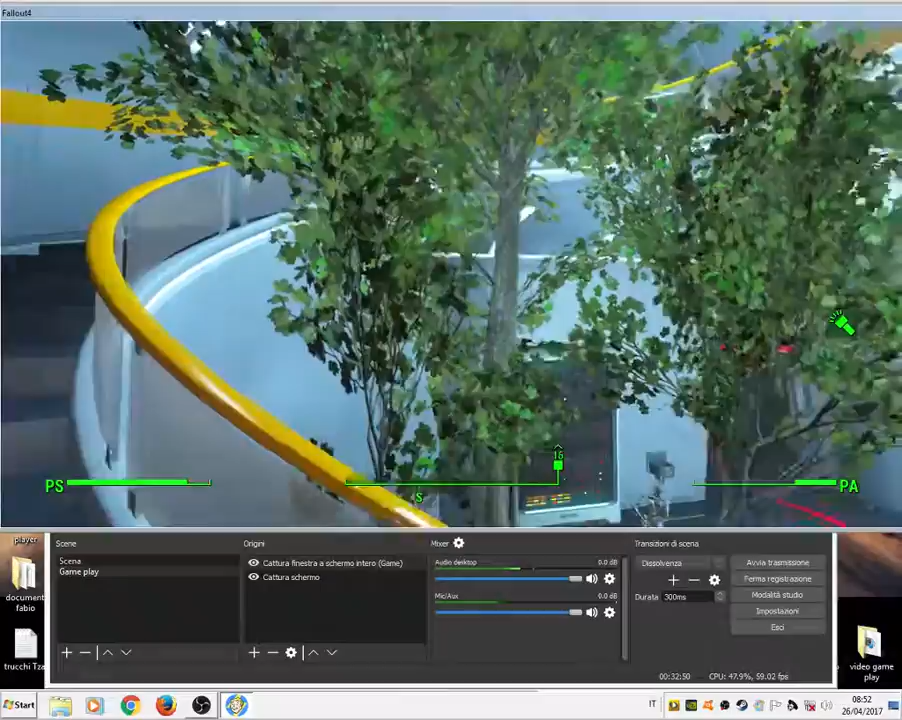 Fallout4
16
PS
S
PA
player
Scene
Origini
Mixer
Transizioni di scena
Scena
Game play
Cattura finestra a schermo intero (Game)
Cattura schermo
Audio desktop
0.0 dB
Mic/Aux
0.0 dB
Dissolvenza
Durata
300ms
Avvia trasmissione
Ferma registrazione
Modalità studio
Impostazioni
Esci
document
fabio
trucchi Tza
video game
play
00:32:50
CPU: 47.9%, 59.02 fps
Start
IT
08:52
26/04/2017